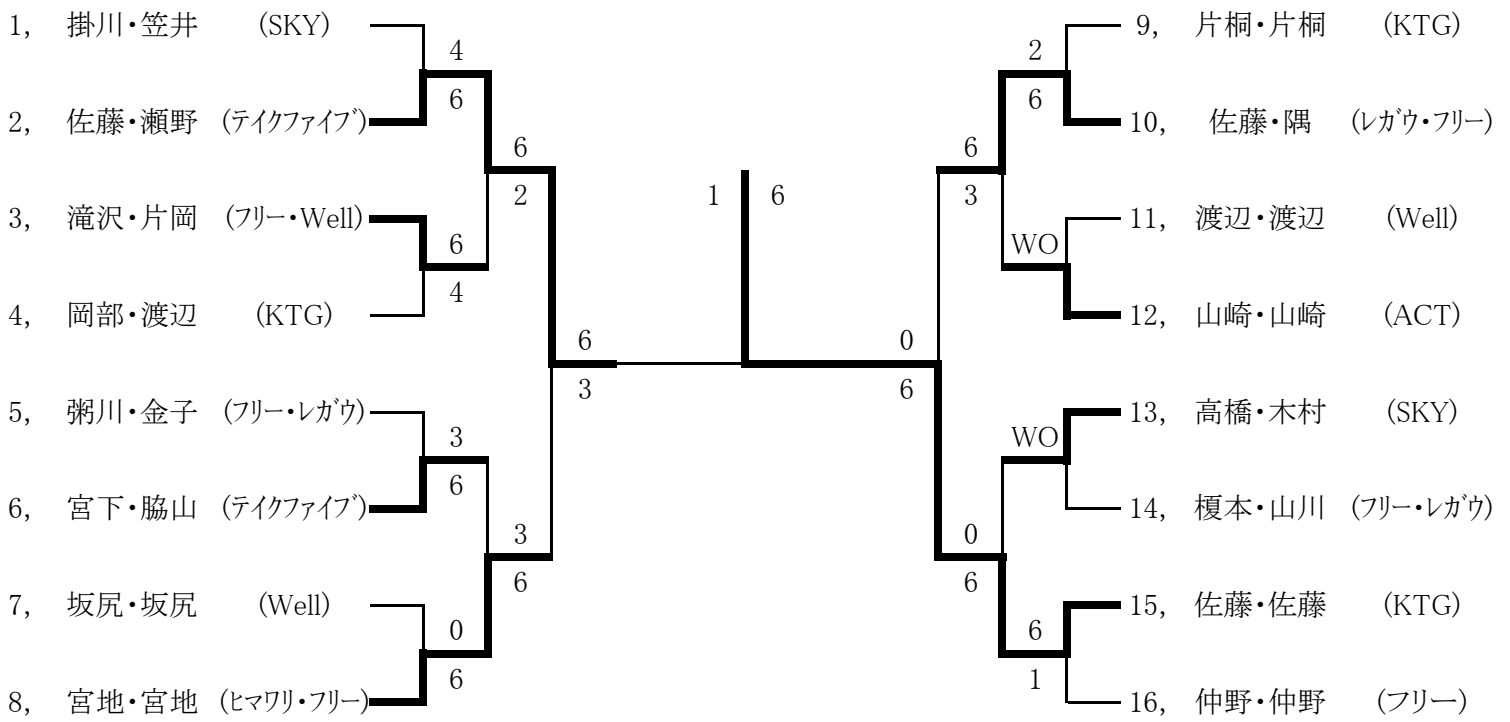 1, 掛川・笠井 (SKY)
4
6
2, 佐藤・瀬野 (テイクファイブ)
6
2
3, 滝沢・片岡 (フリー・Well)
6
4
4, 岡部・渡辺 (KTG)
6
3
5, 粥川・金子 (フリー・レガウ)
3
6
6, 宮下・脇山 (テイクファイブ)
3
6
7, 坂尻・坂尻 (Well)
0
6
8, 宮地・宮地 (ヒマワリ・フリー)
1 6
9, 片桐・片桐 (KTG)
2
6
10, 佐藤・隅 (レガウ・フリー)
6
3
11, 渡辺・渡辺 (Well)
WO
12, 山崎・山崎 (ACT)
0
6
13, 高橋・木村 (SKY)
WO
14, 榎本・山川 (フリー・レガウ)
0
6
15, 佐藤・佐藤 (KTG)
6
1
16, 仲野・仲野 (フリー)